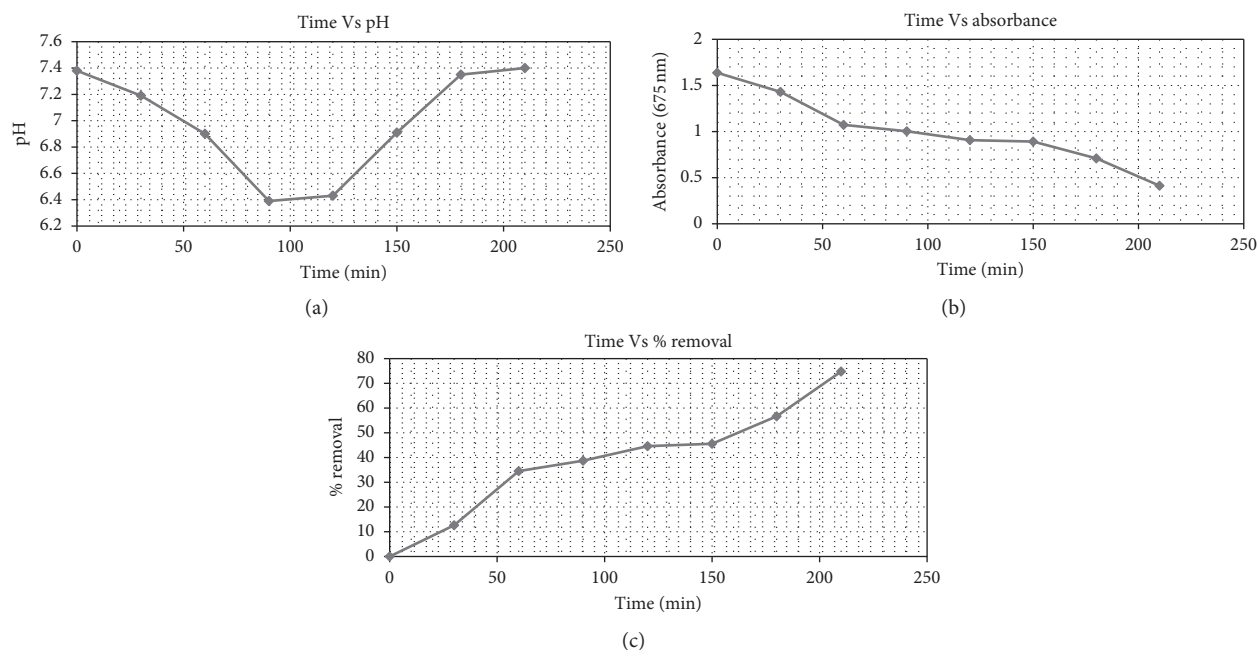 Time Vs pH
7.6
7.4
7.2
7
6.8
6.6
6.4
6.2
pH
0 50 100 150 200 250
Time (min)
(a)
Time Vs absorbance
2
1.5
1
0.5
0
Absorbance (675 nm)
0 50 100 150 200 250
Time (min)
(b)
Time Vs % removal
80
70
60
50
40
30
20
10
0
% removal
0 50 100 150 200 250
Time (min)
(c)